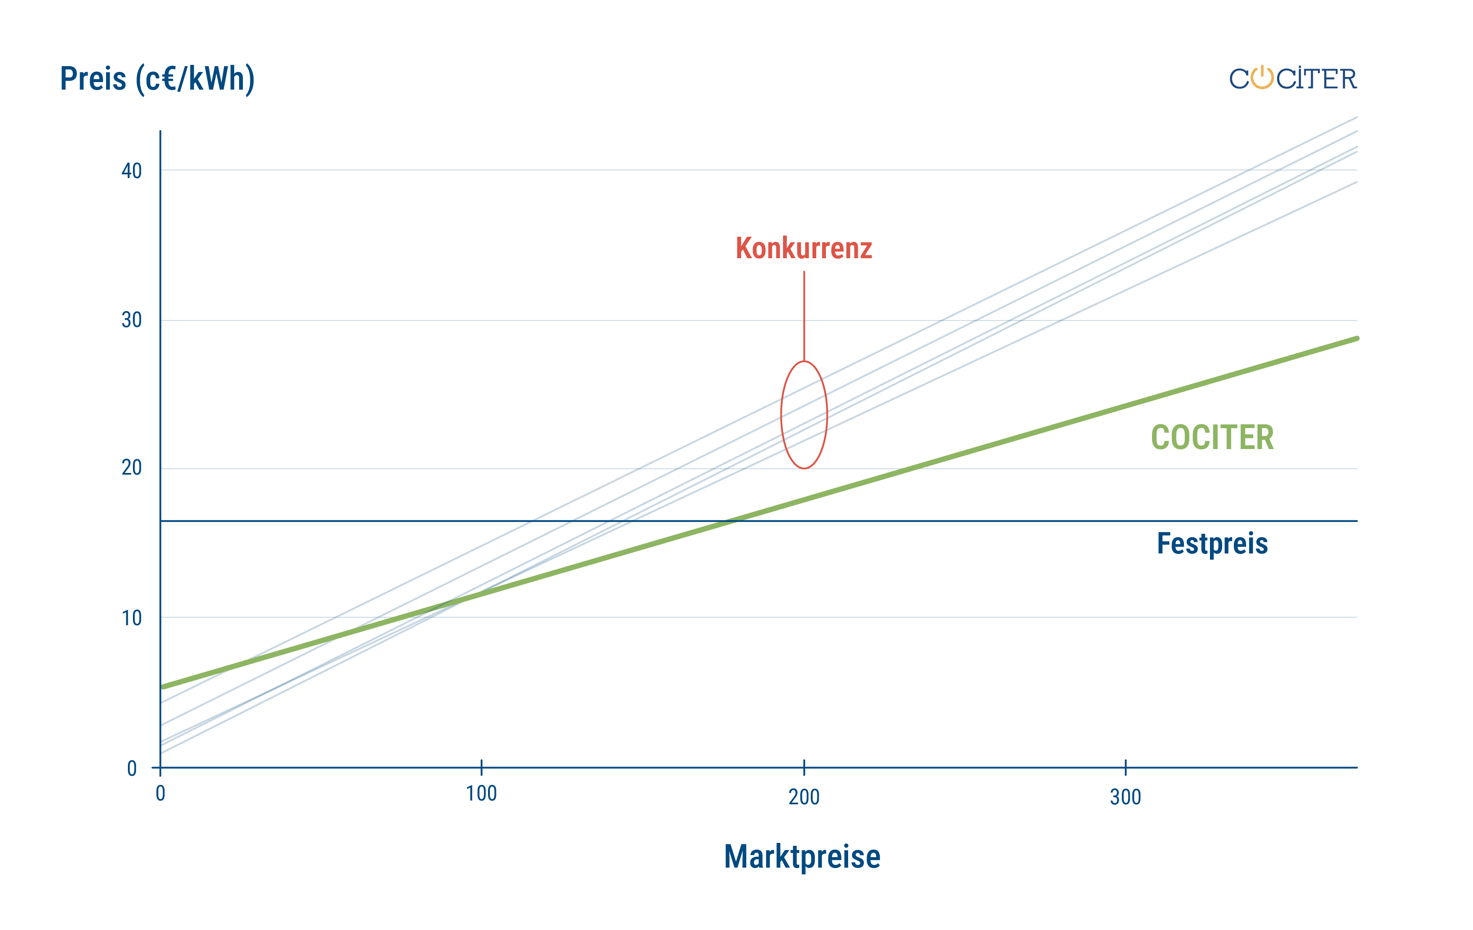 Preis (c€/kWh)
COCITER
40
Konkurrenz
30
COCITER
20
Festpreis
10
0
0 100 200 300
Marktpreise